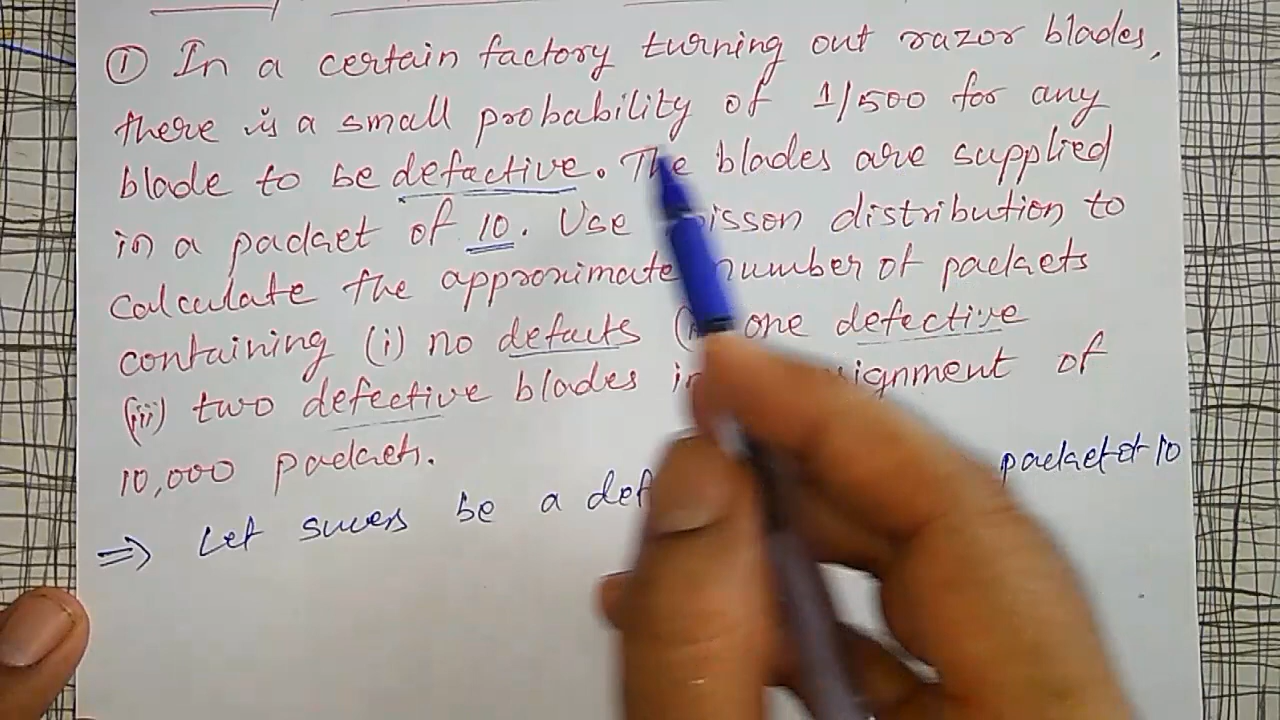 ① In a certain factory turning out razor blades,
there is a small probability of 1/500 for any
blade to be defective. The blades are supplied
in a packet of 10. Use isson distribution to
calculate the approximate number of packets
containing (i) no defects ( one defective
(iii) two defective blades in ignment of
10,000 packets.
⇒ Let success be a def packet of 10